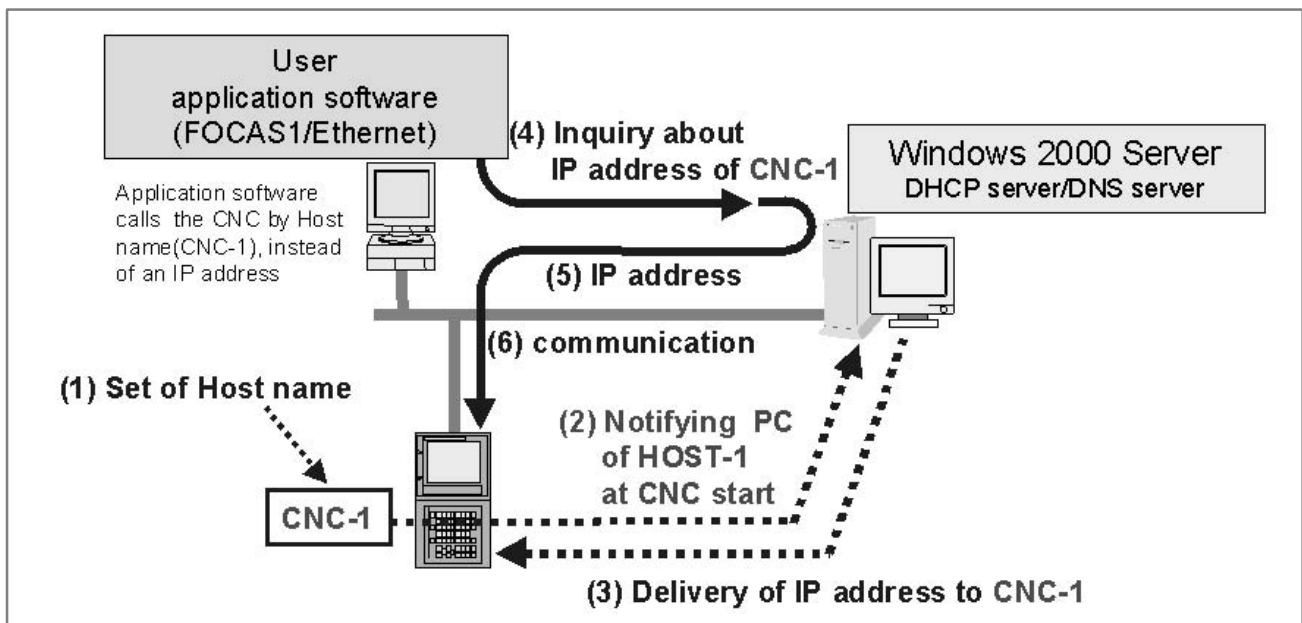 User
application software
(FOCAS1/Ethernet)
Application software
calls the CNC by Host
name(CNC-1), instead
of an IP address
(4) Inquiry about
IP address of CNC-1
Windows 2000 Server
DHCP server/DNS server
(5) IP address
(6) communication
(1) Set of Host name
(2) Notifying PC
of HOST-1
at CNC start
CNC-1
(3) Delivery of IP address to CNC-1